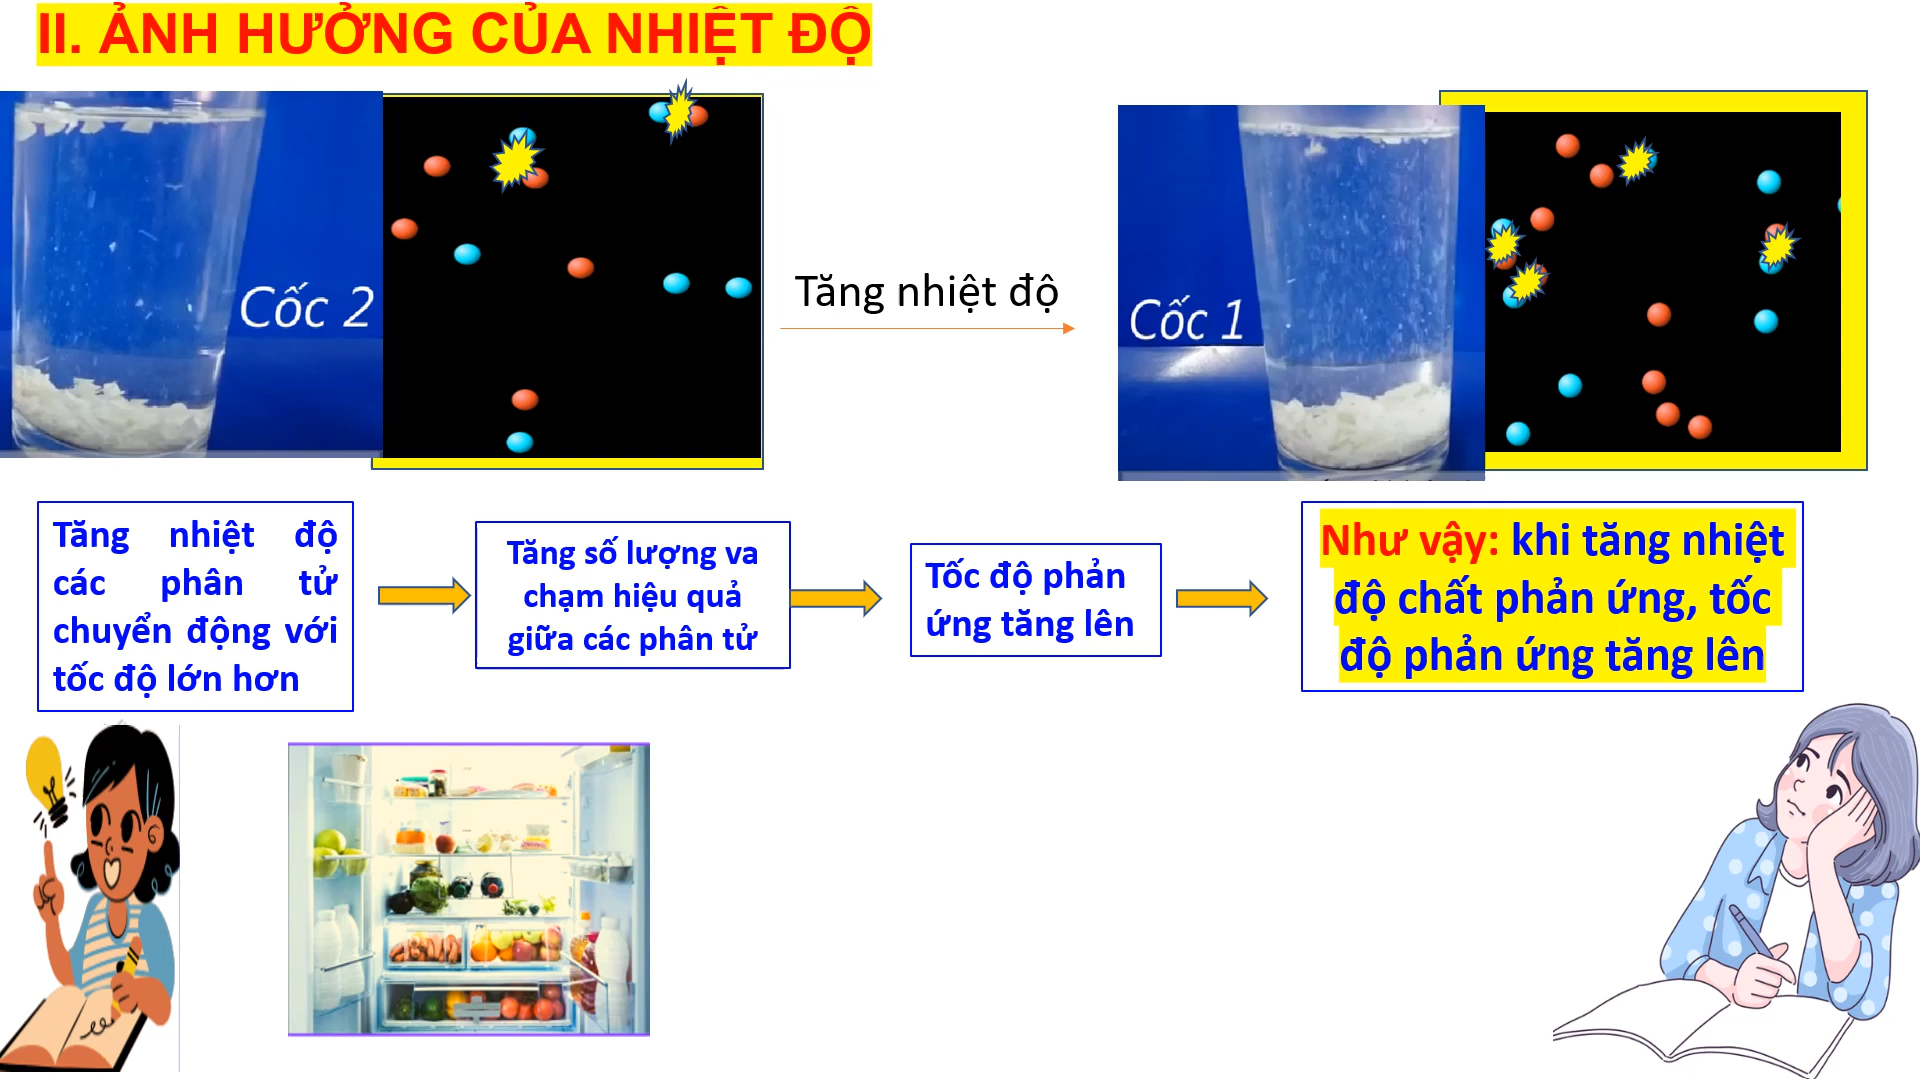 II. ẢNH HƯỞNG CỦA NHIỆT ĐỘ
Cốc 2
Tăng nhiệt độ
Cốc 1
Tăng nhiệt độ
các phân tử
chuyển động với
tốc độ lớn hơn
Tăng số lượng va
chạm hiệu quả
giữa các phân tử
Tốc độ phản
ứng tăng lên
Như vậy: khi tăng nhiệt
độ chất phản ứng, tốc
độ phản ứng tăng lên